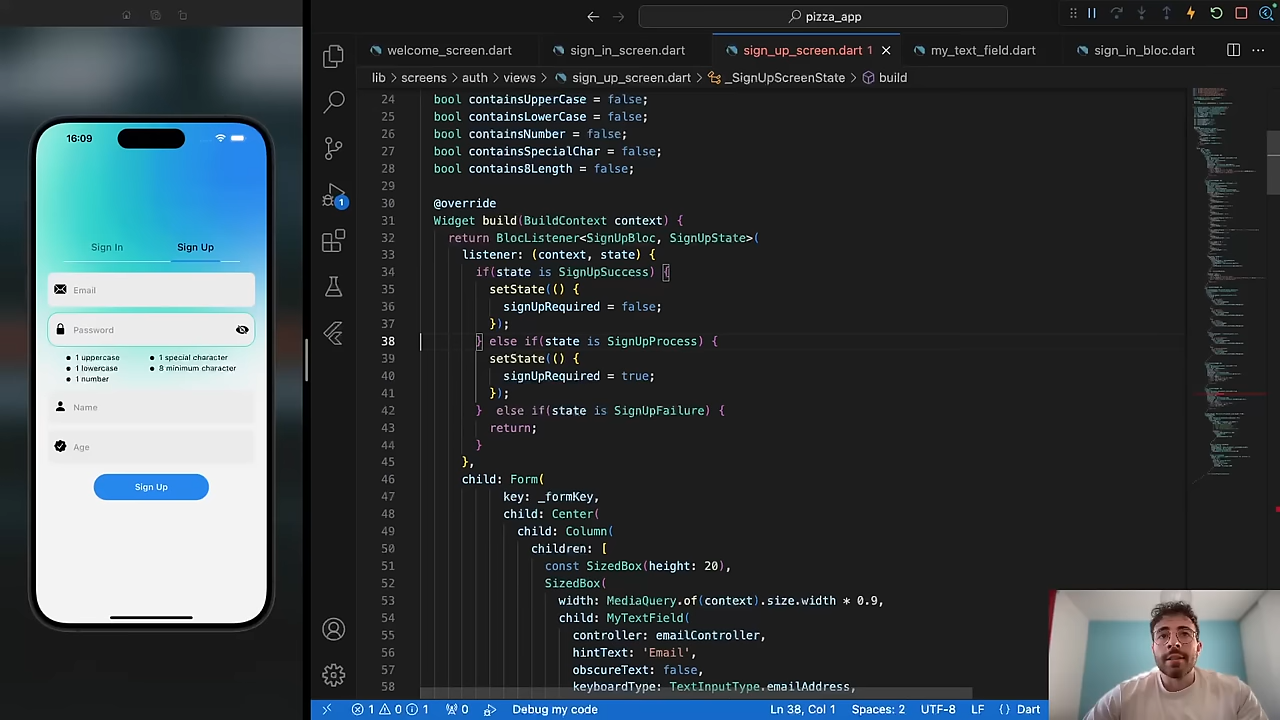 pizza_app
welcome_screen.dart
sign_in_screen.dart
sign_up_screen.dart 1
my_text_field.dart
sign_in_bloc.dart
lib > screens > auth > views > sign_up_screen.dart > _SignUpScreenState > build
16:09
Sign In
Sign Up
Email
Password
1 uppercase
1 special character
1 lowercase
8 minimum character
1 number
Name
Age
Sign Up
1
24 bool containsUpperCase = false;
25 bool containsLowerCase = false;
26 bool containsNumber = false;
27 bool containsSpecialChar = false;
28 bool contains8Length = false;
29
30 @override
31 Widget build(BuildContext context) {
32 return Listener<SignUpBloc, SignUpState>(
33 listener: (context, state) {
34 if(state is SignUpSuccess) {
35 setState(() {
36 signUpRequired = false;
37 });
38 } (state is SignUpProcess) {
39 setState(() {
40 signUpRequired = true;
41 });
42 } (state is SignUpFailure) {
43 return;
44 }
45 },
46 child: Form(
47 key: _formKey,
48 child: Center(
49 child: Column(
50 children: [
51 const SizedBox(height: 20),
52 SizedBox(
53 width: MediaQuery.of(context).size.width * 0.9,
54 child: MyTextField(
55 controller: emailController,
56 hintText: 'Email',
57 obscureText: false,
58 keyboardType: TextInputType.emailAddress,
1 0 1 0 Debug my code
Ln 38, Col 1 Spaces: 2 UTF-8 LF {} Dart